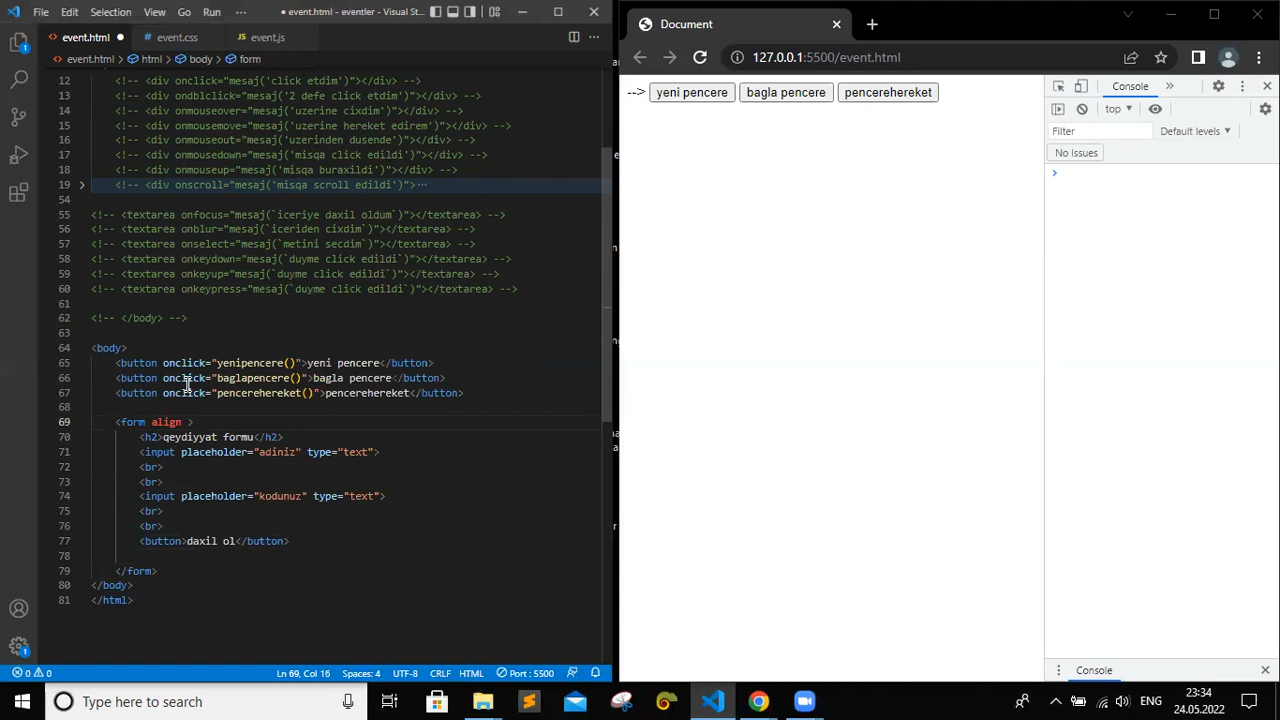 File Edit Selection View Go Run ··· ● event.html - eventler - Visual St...
event.html ● event.css event.js
event.html > html > body > form
12 <!-- <div onclick="mesaj('click etdim')"></div> -->
13 <!-- <div ondblclick="mesaj('2 defe click etdim')"></div> -->
14 <!-- <div onmouseover="mesaj('uzerine cixdim')"></div> -->
15 <!-- <div onmousemove="mesaj('uzerine hereket edirem')"></div> -->
16 <!-- <div onmouseout="mesaj('uzerinden dusende')"></div> -->
17 <!-- <div onmousedown="mesaj('misqa click edildi')"></div> -->
18 <!-- <div onmouseup="mesaj('misqa buraxildi')"></div> -->
19 <!-- <div onscroll="mesaj('misqa scroll edildi')">···
54
55 <!-- <textarea onfocus="mesaj(`iceriye daxil oldum`)"></textarea> -->
56 <!-- <textarea onblur="mesaj(`iceriden cixdim`)"></textarea> -->
57 <!-- <textarea onselect="mesaj(`metini secdim`)"></textarea> -->
58 <!-- <textarea onkeydown="mesaj(`duyme click edildi`)"></textarea> -->
59 <!-- <textarea onkeyup="mesaj(`duyme click edildi`)"></textarea> -->
60 <!-- <textarea onkeypress="mesaj(`duyme click edildi`)"></textarea> -->
61
62 <!-- </body> -->
63
64 <body>
65 <button onclick="yenipencere()">yeni pencere</button>
66 <button onclick="baglapencere()">bagla pencere</button>
67 <button onclick="pencerehereket()">pencerehereket</button>
68
69 <form align >
70 <h2>qeydiyyat formu</h2>
71 <input placeholder="adiniz" type="text">
72 <br>
73 <br>
74 <input placeholder="kodunuz" type="text">
75 <br>
76 <br>
77 <button>daxil ol</button>
78
79 </form>
80 </body>
81 </html>
0 0 Ln 69, Col 16 Spaces: 4 UTF-8 CRLF HTML Port : 5500
Document
127.0.0.1:5500/event.html
--> yeni pencere bagla pencere pencerehereket
Console »
top
Filter Default levels
No Issues
>
Console
Type here to search
ENG
23:34
24.05.2022